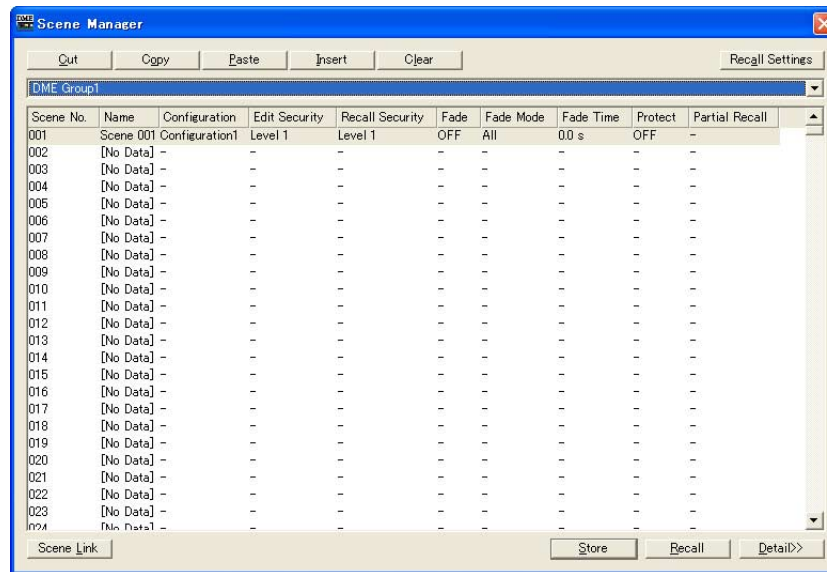 DME Scene Manager
Cut Copy Paste Insert Clear Recall Settings
DME Group1
Scene No. Name Configuration Edit Security Recall Security Fade Fade Mode Fade Time Protect Partial Recall
001 Scene 001 Configuration1 Level 1 Level 1 OFF All 0.0 s OFF -
002 [No Data] - - - - - - - -
003 [No Data] - - - - - - - -
004 [No Data] - - - - - - - -
005 [No Data] - - - - - - - -
006 [No Data] - - - - - - - -
007 [No Data] - - - - - - - -
008 [No Data] - - - - - - - -
009 [No Data] - - - - - - - -
010 [No Data] - - - - - - - -
011 [No Data] - - - - - - - -
012 [No Data] - - - - - - - -
013 [No Data] - - - - - - - -
014 [No Data] - - - - - - - -
015 [No Data] - - - - - - - -
016 [No Data] - - - - - - - -
017 [No Data] - - - - - - - -
018 [No Data] - - - - - - - -
019 [No Data] - - - - - - - -
020 [No Data] - - - - - - - -
021 [No Data] - - - - - - - -
022 [No Data] - - - - - - - -
023 [No Data] - - - - - - - -
024 [No Data] - - - - - - - -
Scene Link Store Recall Detail>>